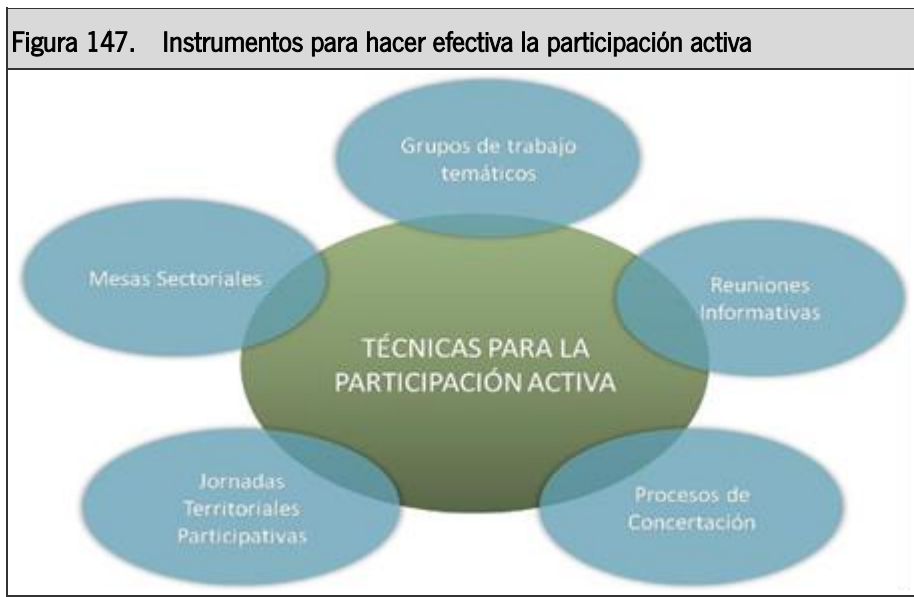 Figura 147. Instrumentos para hacer efectiva la participación activa
Grupos de trabajo
temáticos
Mesas Sectoriales
Reuniones
Informativas
TÉCNICAS PARA LA
PARTICIPACIÓN ACTIVA
Jornadas
Territoriales
Participativas
Procesos de
Concertación